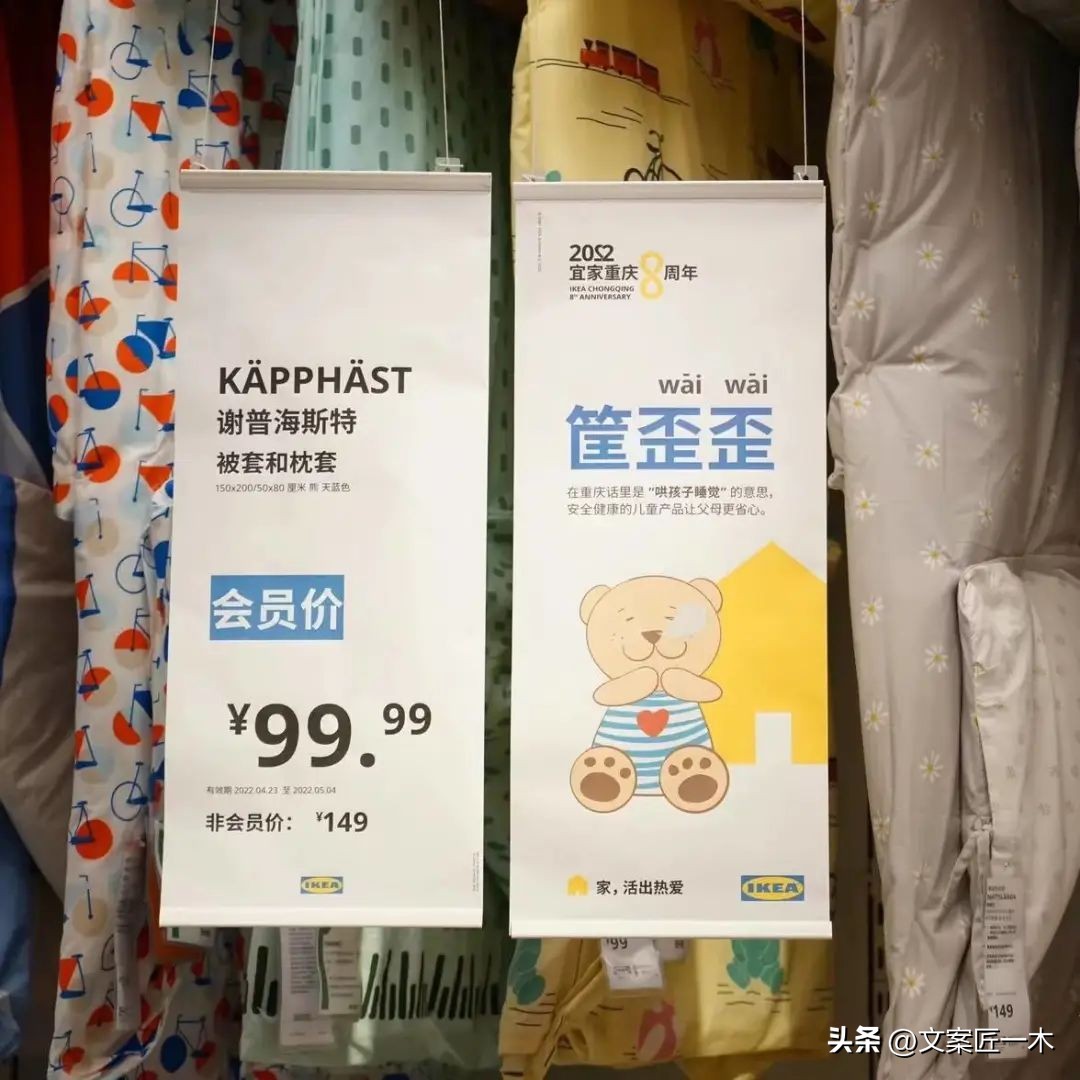 KÄPPHÄST
谢普海斯特
被套和枕套
150x200/50x80 厘米 熊 天蓝色
会员价
¥99.99
有效期 2022.04.23 至 2022.05.04
非会员价： ¥149
IKEA
2022
宜家重庆8周年
IKEA CHONGQING
8th ANNIVERSARY
wāi wāi
筐歪歪
在重庆话里是“哄孩子睡觉”的意思，
安全健康的儿童产品让父母更省心。
家，活出热爱
IKEA
99
¥149
头条 @文案匠一木